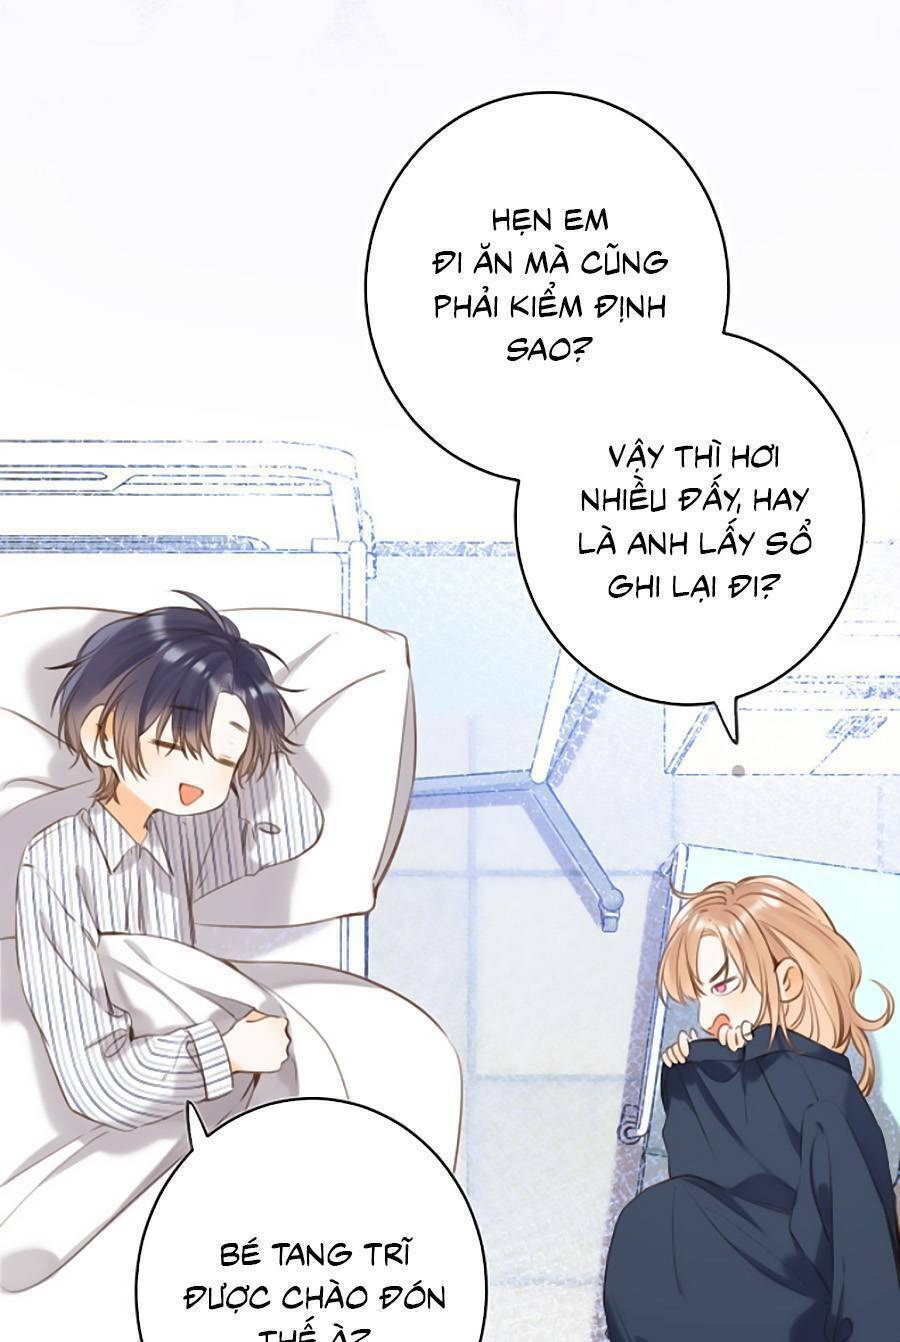 HẸN EM
ĐI ĂN MÀ CŨNG
PHẢI KIỂM ĐỊNH
SAO?
VẬY THÌ HƠI
NHIỀU ĐẤY, HAY
LÀ ANH LẤY SỔ
GHI LẠI ĐI?
BÉ TANG TRĨ
ĐƯỢC CHÀO ĐÓN
THẾ À?